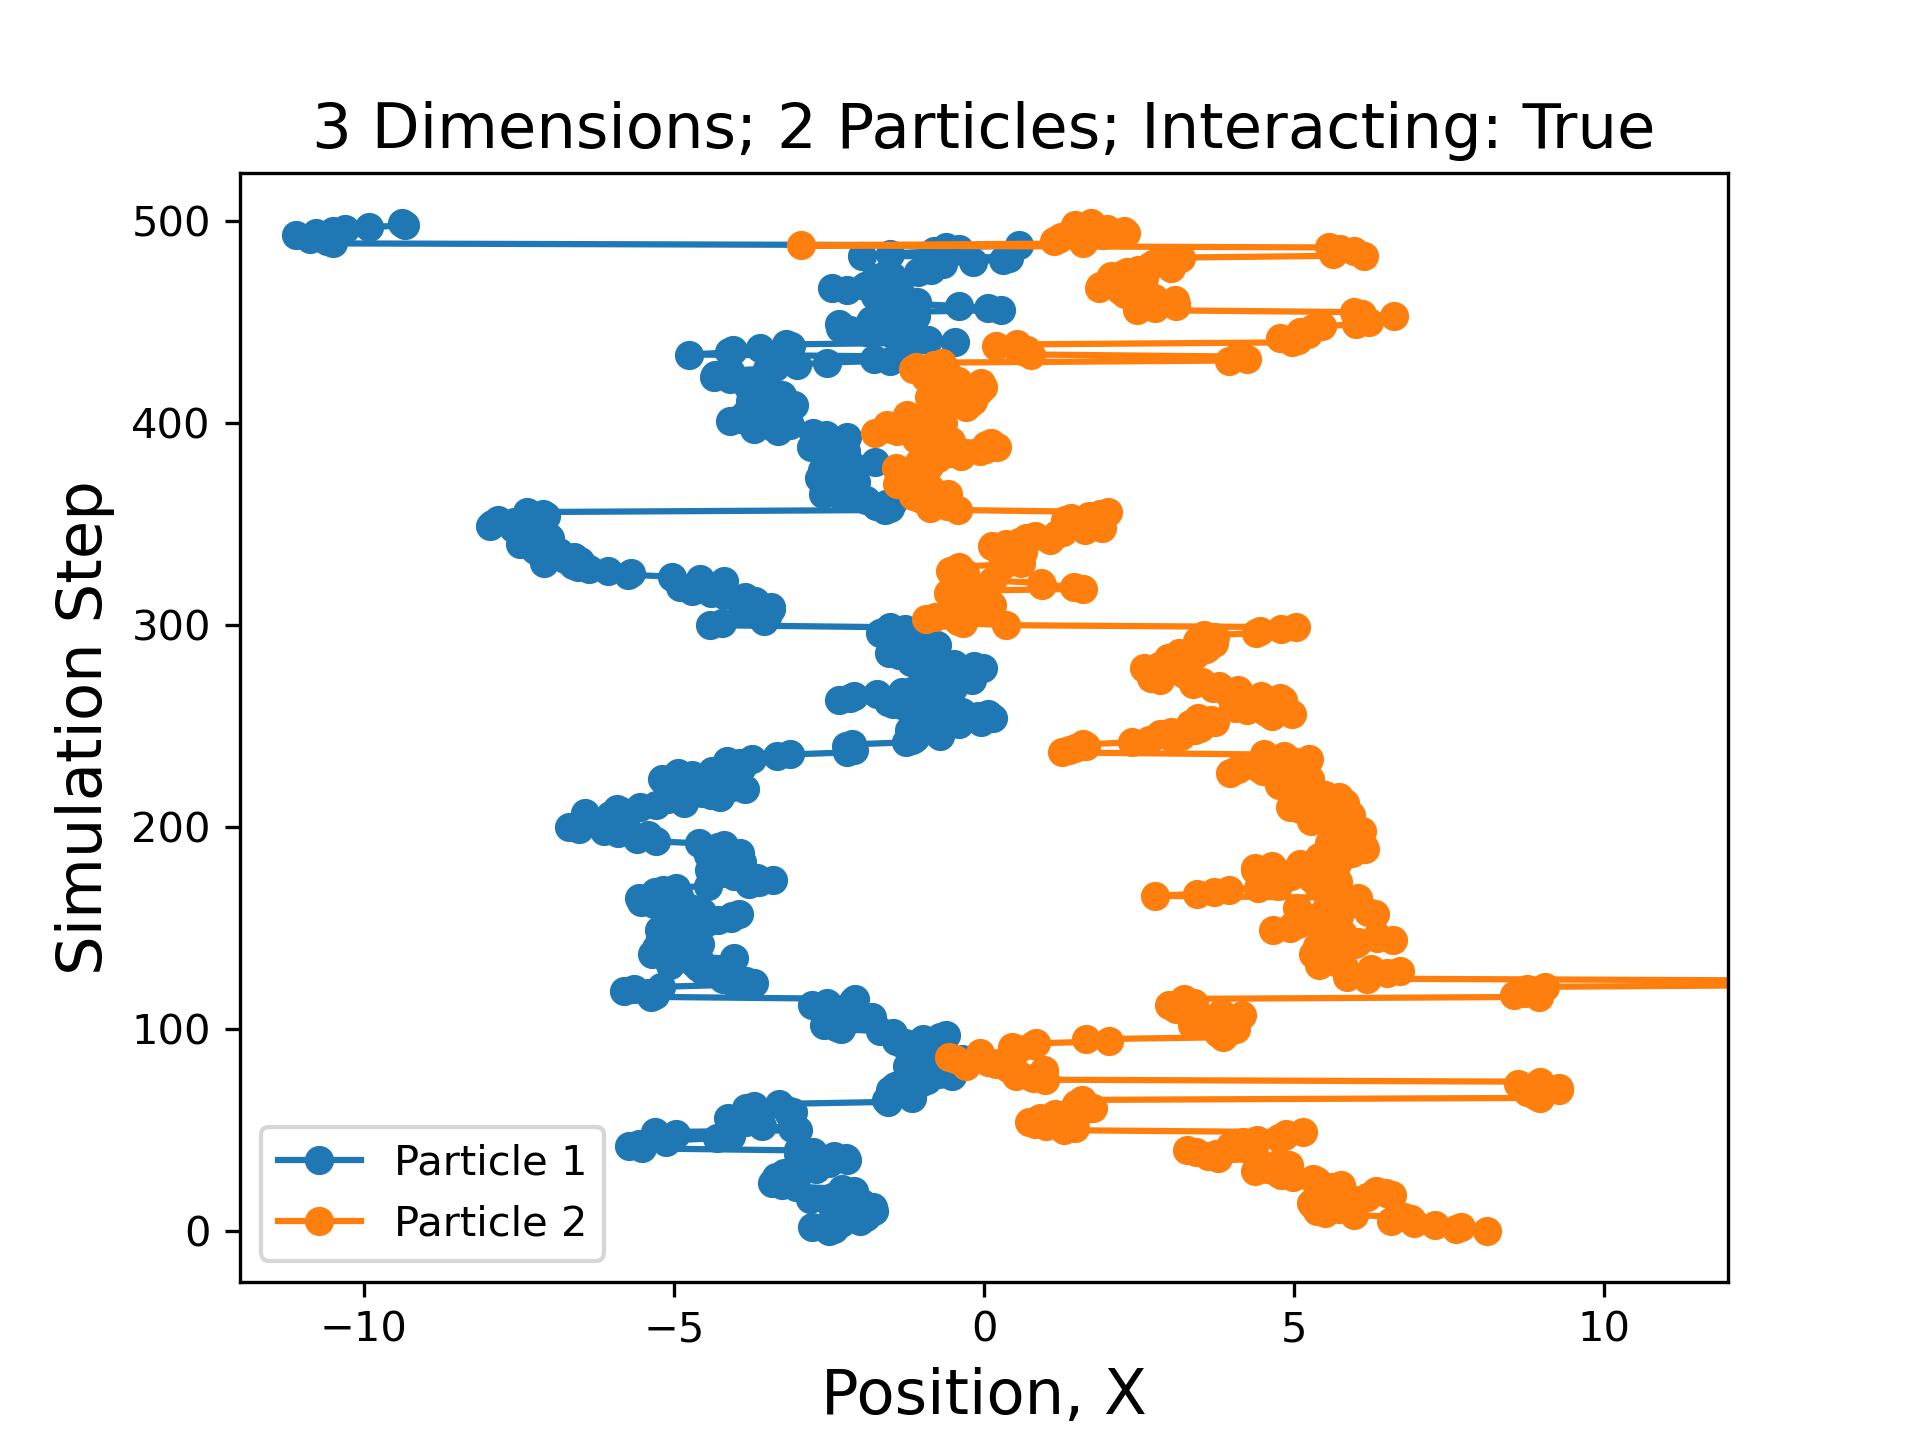 3 Dimensions; 2 Particles; Interacting: True
500
400
300
200
100
0
Simulation Step
Particle 1
Particle 2
−10
−5
0
5
10
Position, X